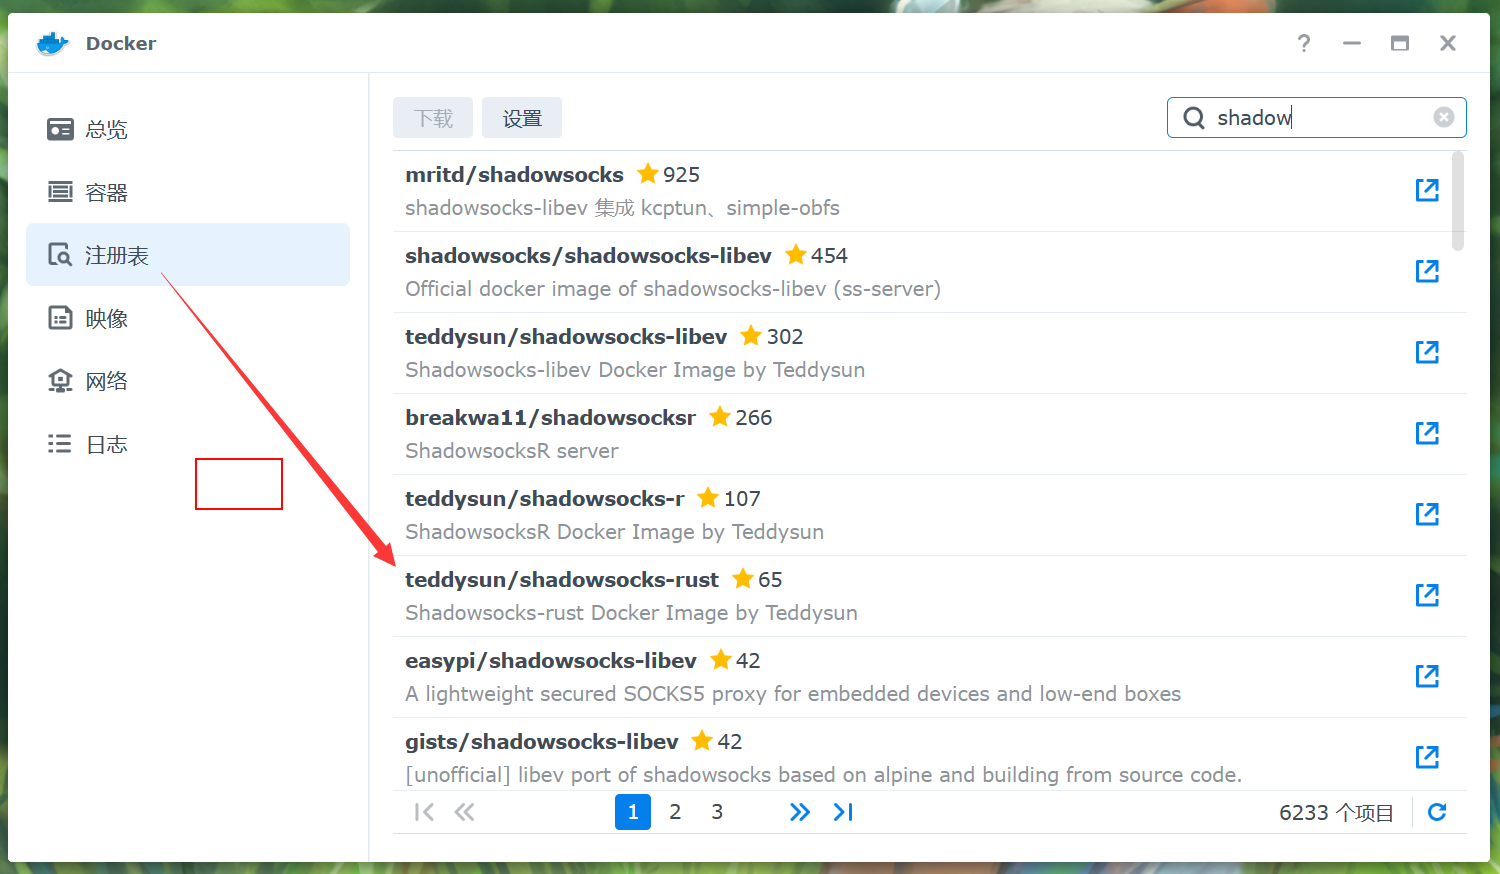 Docker
总览
容器
注册表
映像
网络
日志
下载
设置
shadow
mritd/shadowsocks 925
shadowsocks-libev 集成 kcptun、simple-obfs
shadowsocks/shadowsocks-libev 454
Official docker image of shadowsocks-libev (ss-server)
teddysun/shadowsocks-libev 302
Shadowsocks-libev Docker Image by Teddysun
breakwa11/shadowsocksr 266
ShadowsocksR server
teddysun/shadowsocks-r 107
ShadowsocksR Docker Image by Teddysun
teddysun/shadowsocks-rust 65
Shadowsocks-rust Docker Image by Teddysun
easypi/shadowsocks-libev 42
A lightweight secured SOCKS5 proxy for embedded devices and low-end boxes
gists/shadowsocks-libev 42
[unofficial] libev port of shadowsocks based on alpine and building from source code.
1 2 3
6233 个项目